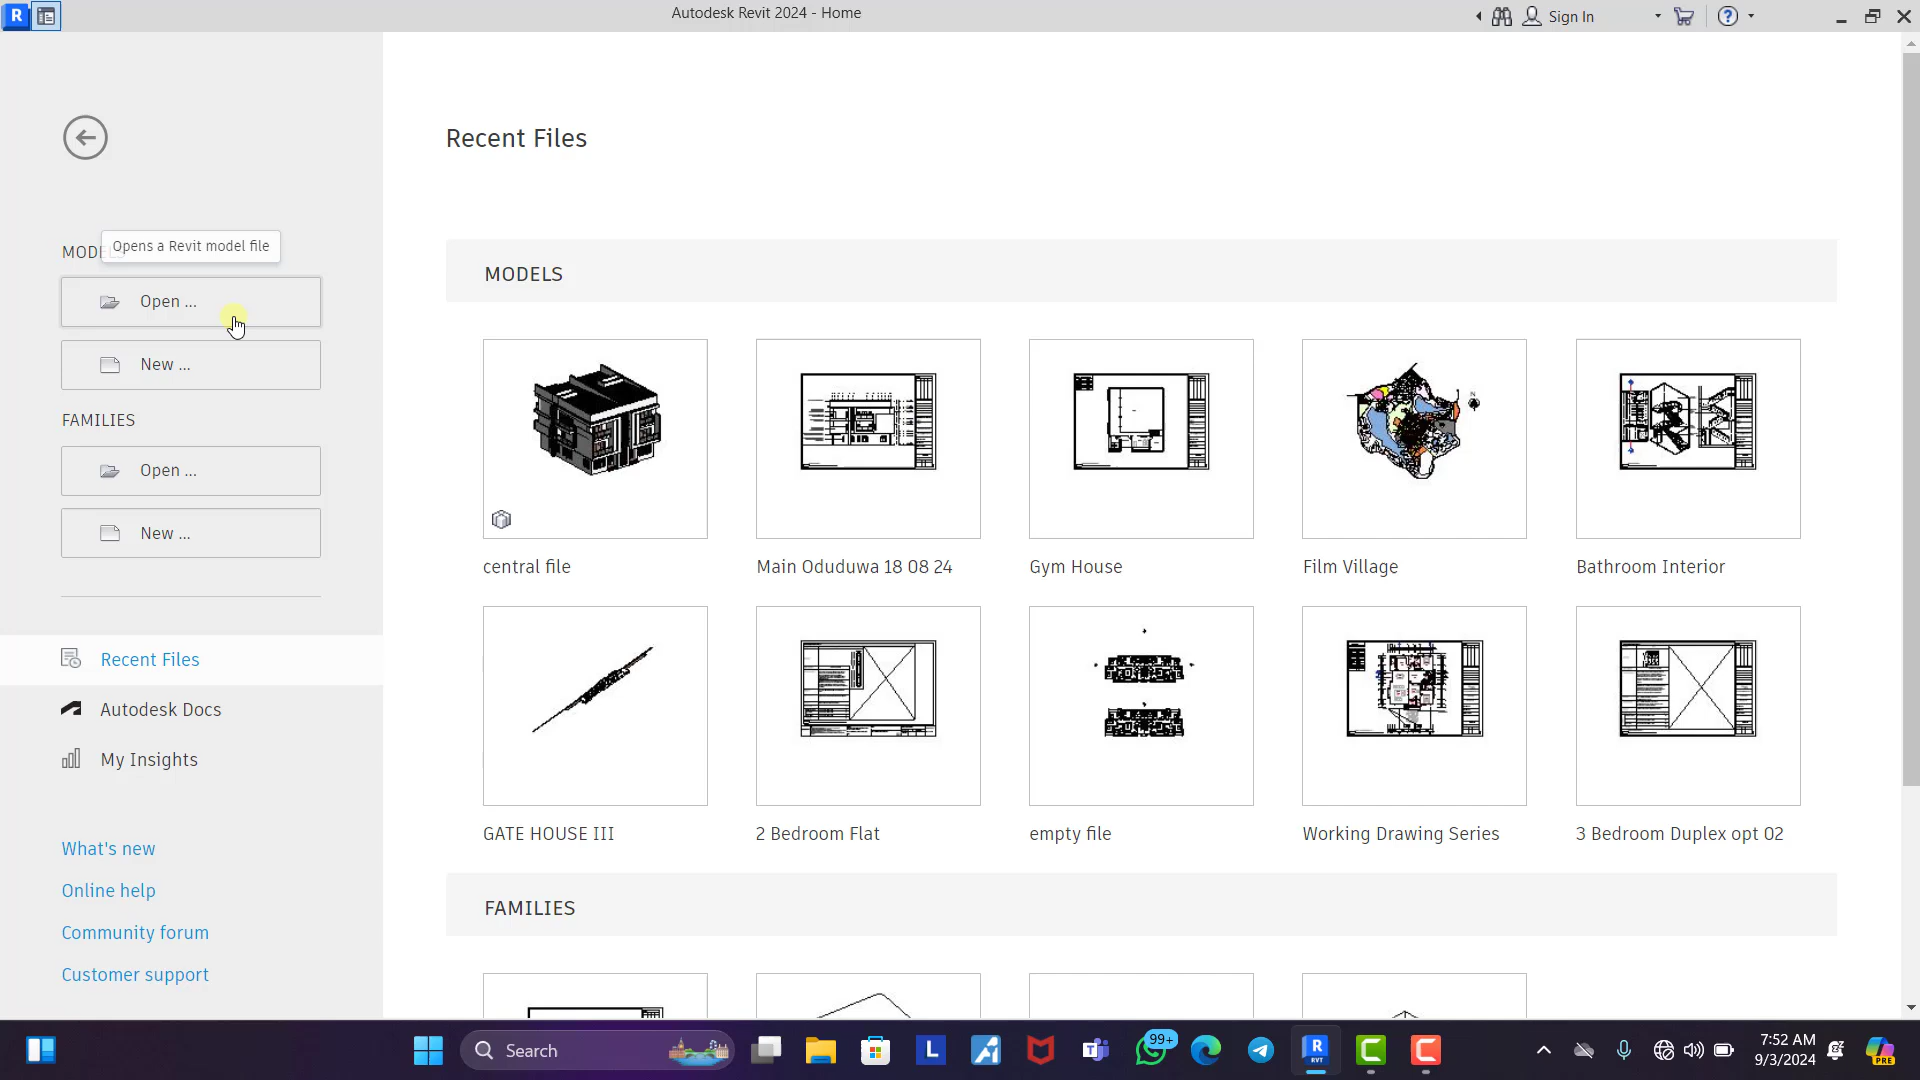 Autodesk Revit 2024 - Home
Sign In
Recent Files
MODE
Opens a Revit model file
Open ...
New ...
FAMILIES
Open ...
New ...
Recent Files
Autodesk Docs
My Insights
What's new
Online help
Community forum
Customer support
MODELS
central file
Main Oduduwa 18 08 24
Gym House
Film Village
Bathroom Interior
GATE HOUSE III
2 Bedroom Flat
empty file
Working Drawing Series
3 Bedroom Duplex opt 02
FAMILIES
Search
99+
7:52 AM
9/3/2024